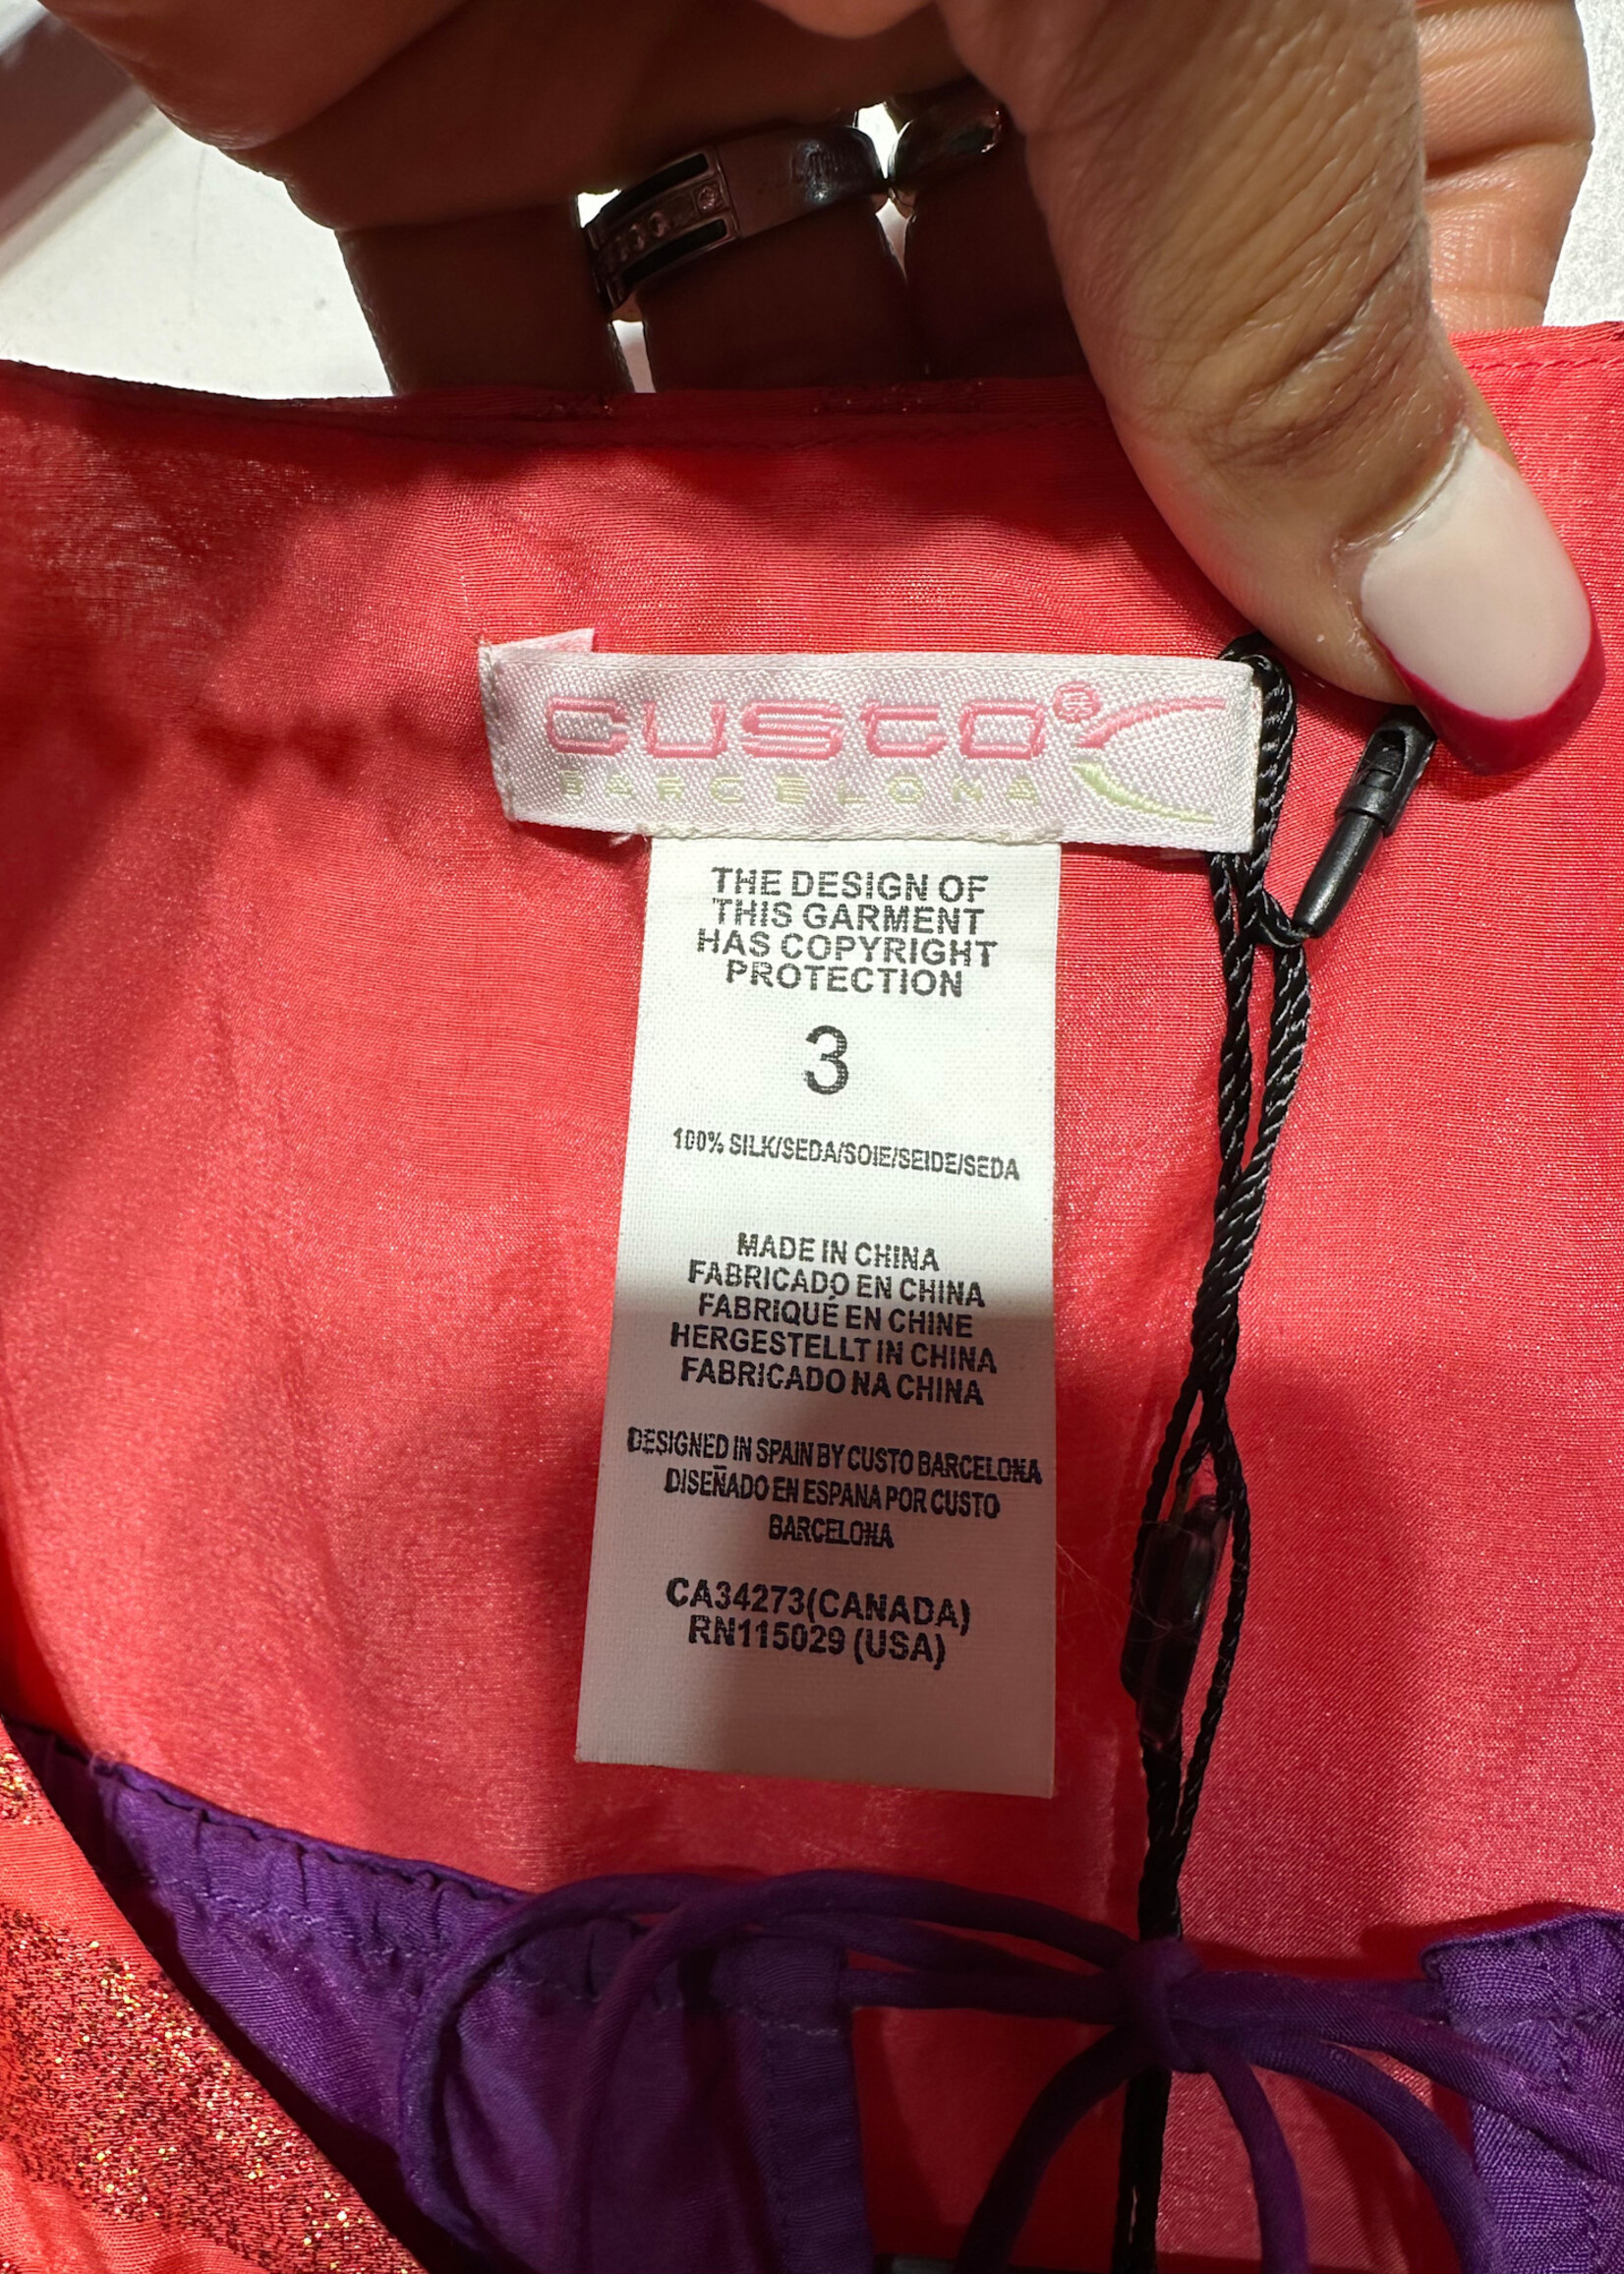 custo®
BARCELONA
THE DESIGN OF
THIS GARMENT
HAS COPYRIGHT
PROTECTION
3
100% SILK/SEDA/SOIE/SEIDE/SEDA
MADE IN CHINA
FABRICADO EN CHINA
FABRIQUÉ EN CHINE
HERGESTELLT IN CHINA
FABRICADO NA CHINA
DESIGNED IN SPAIN BY CUSTO BARCELONA
DISEÑADO EN ESPANA POR CUSTO
BARCELONA
CA34273(CANADA)
RN115029 (USA)